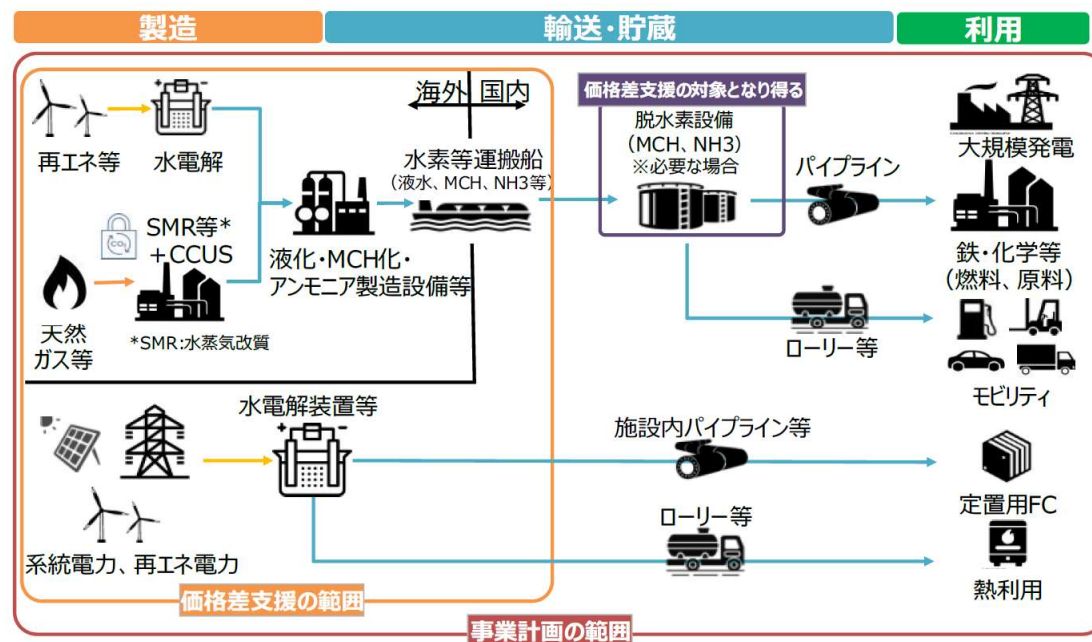 製造
輸送・貯蔵
利用
海外
国内
価格差支援の対象となり得る
脱水素設備
(MCH、NH3)
※必要な場合
再エネ等
水電解
水素等運搬船
(液水、MCH、NH3等)
パイプライン
大規模発電
CO₂
SMR等*
+CCUS
液化・MCH化・
アンモニア製造設備等
鉄・化学等
(燃料、原料)
天然
ガス等
*SMR:水蒸気改質
ローリー等
モビリティ
水電解装置等
施設内パイプライン等
定置用FC
ローリー等
系統電力、再エネ電力
熱利用
価格差支援の範囲
事業計画の範囲